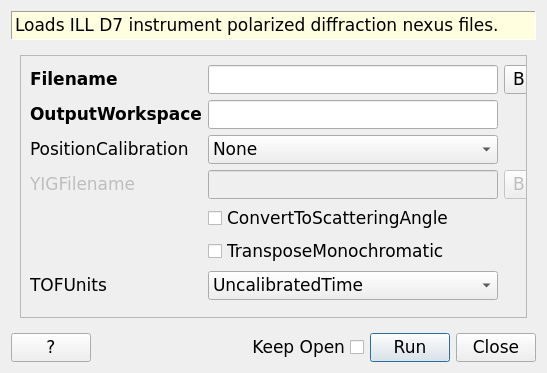 Loads ILL D7 instrument polarized diffraction nexus files.
Filename B
OutputWorkspace
PositionCalibration None
YIGFilename B
ConvertToScatteringAngle
TransposeMonochromatic
TOFUnits UncalibratedTime
? Keep Open Run Close